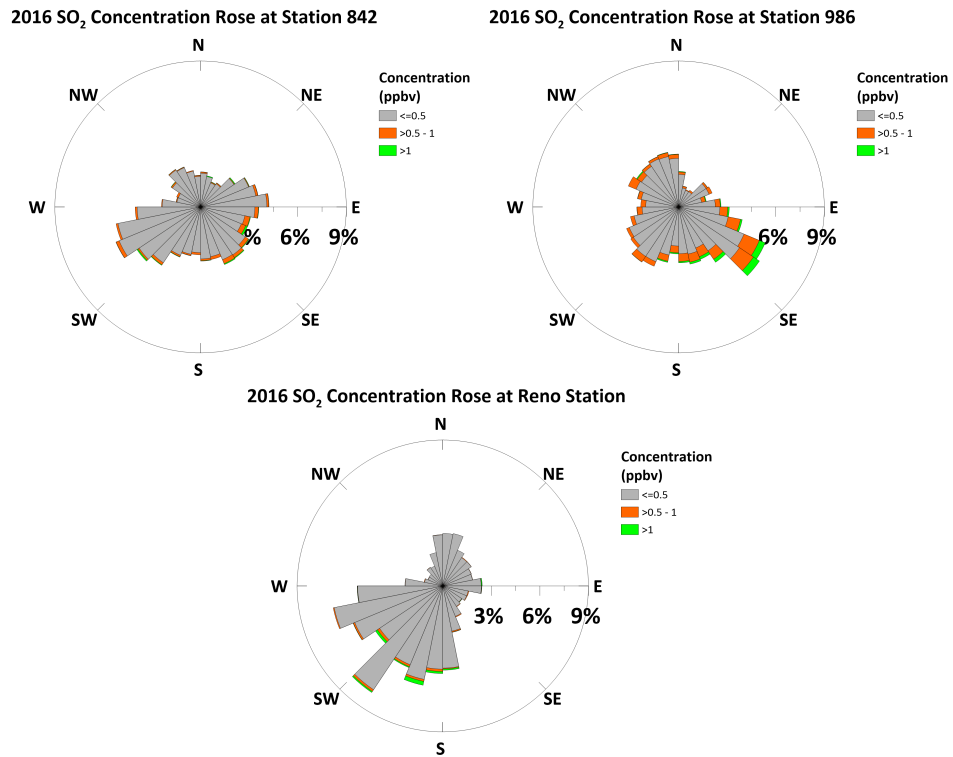 2016 SO₂ Concentration Rose at Station 842
N
NW
NE
W
E
% 6% 9%
SW
SE
S
Concentration
(ppbv)
<=0.5
>0.5 - 1
>1
2016 SO₂ Concentration Rose at Station 986
N
NW
NE
W
E
6% 9%
SW
SE
S
Concentration
(ppbv)
<=0.5
>0.5 - 1
>1
2016 SO₂ Concentration Rose at Reno Station
N
NW
NE
W
E
3% 6% 9%
SW
SE
S
Concentration
(ppbv)
<=0.5
>0.5 - 1
>1